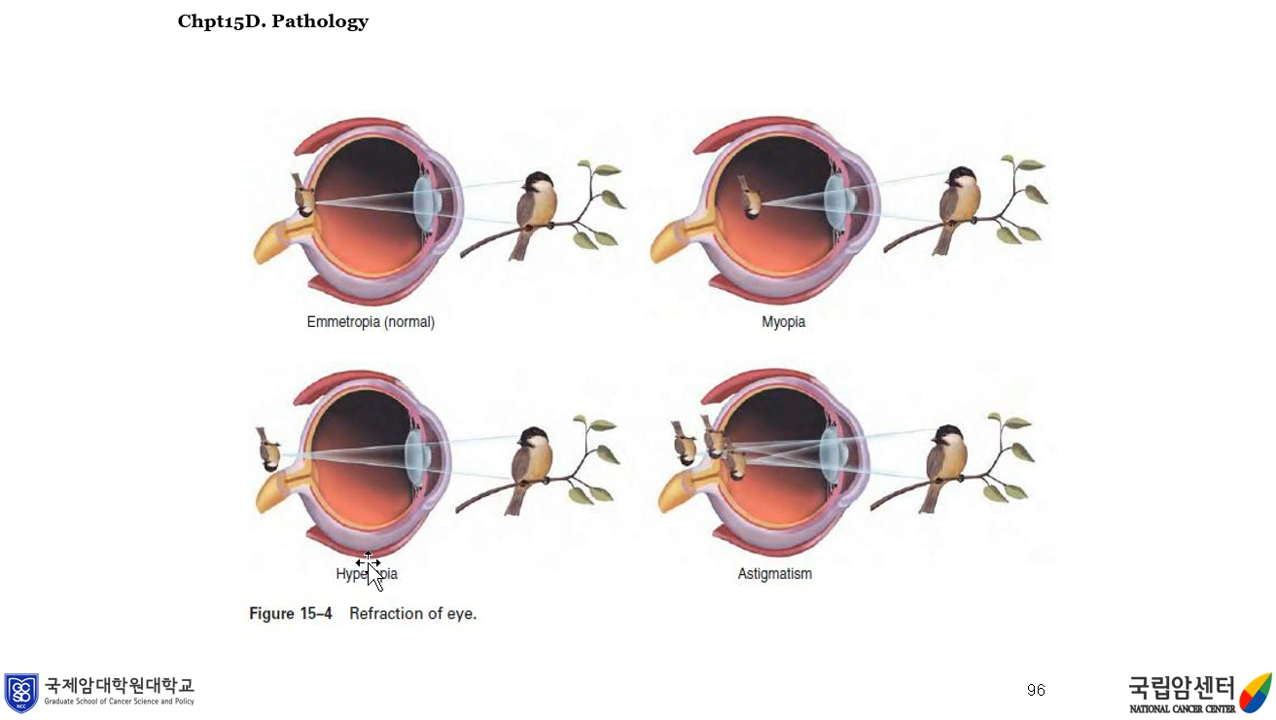 Chpt15D. Pathology
Emmetropia (normal)
Myopia
Astigmatism
Figure 15–4 Refraction of eye.
국제암대학원대학교
Graduate School of Cancer Science and Policy
NCC
96
국립암센터
NATIONAL CANCER CENTER